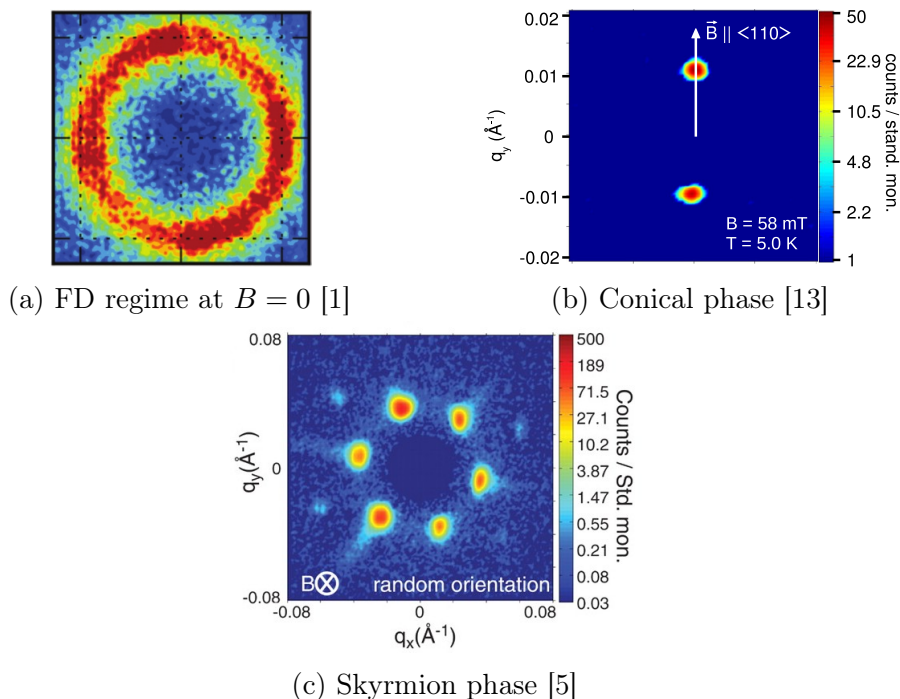 0.02
0.01
0
-0.01
-0.02
q_y (Å⁻¹)
B⃗ || <110>
B = 58 mT
T = 5.0 K
50
22.9
10.5
4.8
2.2
1
counts / stand. mon.
(a) FD regime at B = 0 [1]
(b) Conical phase [13]
0.08
0
-0.08
q_y(Å⁻¹)
B⊗ random orientation
-0.08 0 0.08
q_x(Å⁻¹)
500
189
71.5
27.1
10.2
3.87
1.47
0.55
0.21
0.08
0.03
Counts / Std. mon.
(c) Skyrmion phase [5]